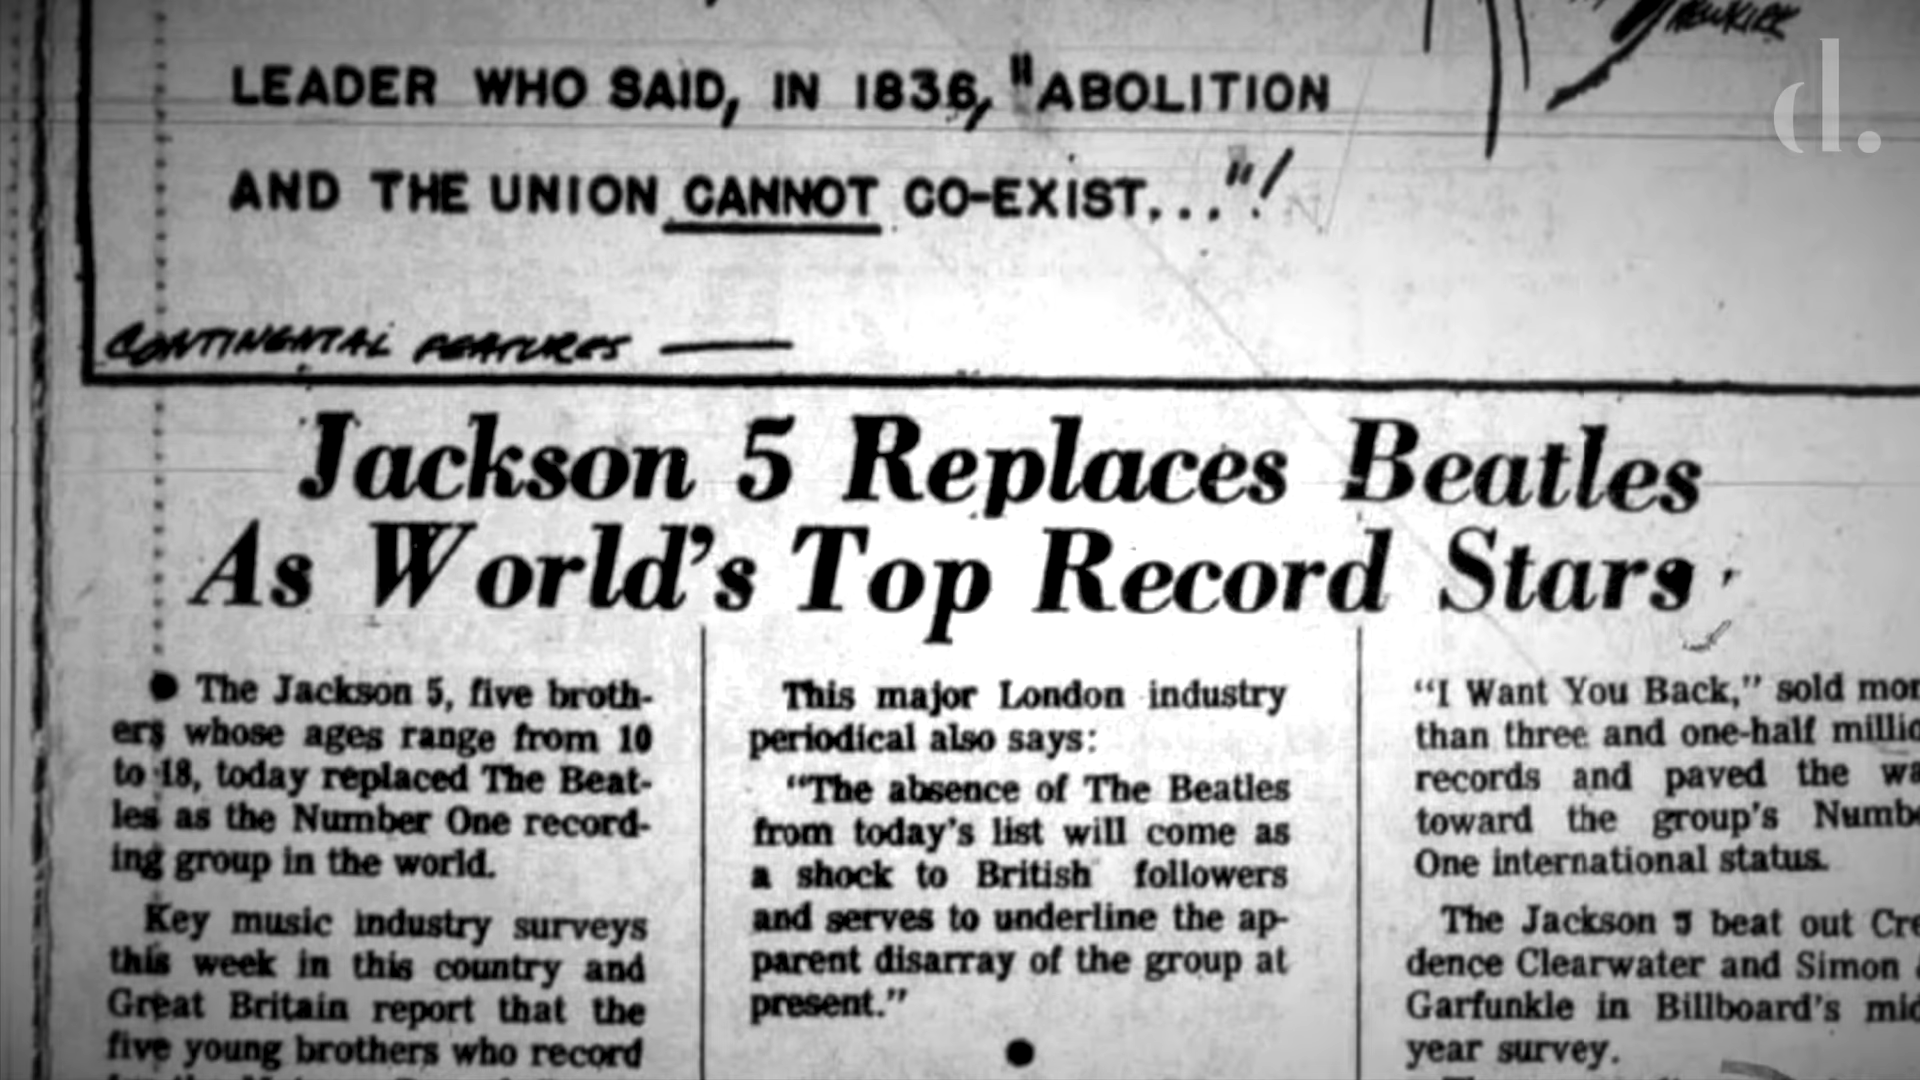 NEWKIRK
d.
LEADER WHO SAID, IN 1836, "ABOLITION
AND THE UNION CANNOT CO-EXIST..."!
CONTINENTAL FEATURES —
Jackson 5 Replaces Beatles
As World's Top Record Stars
● The Jackson 5, five broth-
ers whose ages range from 10
to 18, today replaced The Beat-
les as the Number One record-
ing group in the world.
Key music industry surveys
this week in this country and
Great Britain report that the
five young brothers who record
This major London industry
periodical also says:
"The absence of The Beatles
from today's list will come as
a shock to British followers
and serves to underline the ap-
parent disarray of the group at
present."
●
"I Want You Back," sold mor
than three and one-half millio
records and paved the wa
toward the group's Numbe
One international status.
The Jackson 5 beat out Cre
dence Clearwater and Simon
Garfunkle in Billboard's mid
year survey.